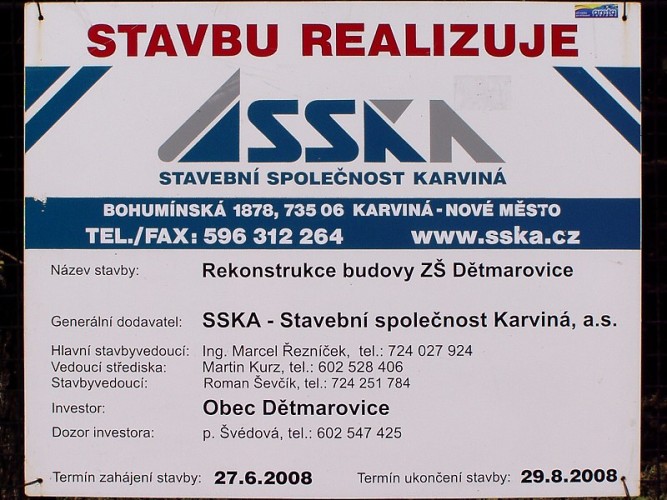 STAVBU REALIZUJE
SSKA
STAVEBNÍ SPOLEČNOST KARVINÁ
BOHUMÍNSKÁ 1878, 735 06 KARVINÁ - NOVÉ MĚSTO
TEL./FAX: 596 312 264 www.sska.cz
Název stavby: Rekonstrukce budovy ZŠ Dětmarovice
Generální dodavatel: SSKA - Stavební společnost Karviná, a.s.
Hlavní stavbyvedoucí: Ing. Marcel Řezníček, tel.: 724 027 924
Vedoucí střediska: Martin Kurz, tel.: 602 528 406
Stavbyvedoucí: Roman Ševčík, tel.: 724 251 784
Investor: Obec Dětmarovice
Dozor investora: p. Švédová, tel.: 602 547 425
Termín zahájení stavby: 27.6.2008 Termín ukončení stavby: 29.8.2008